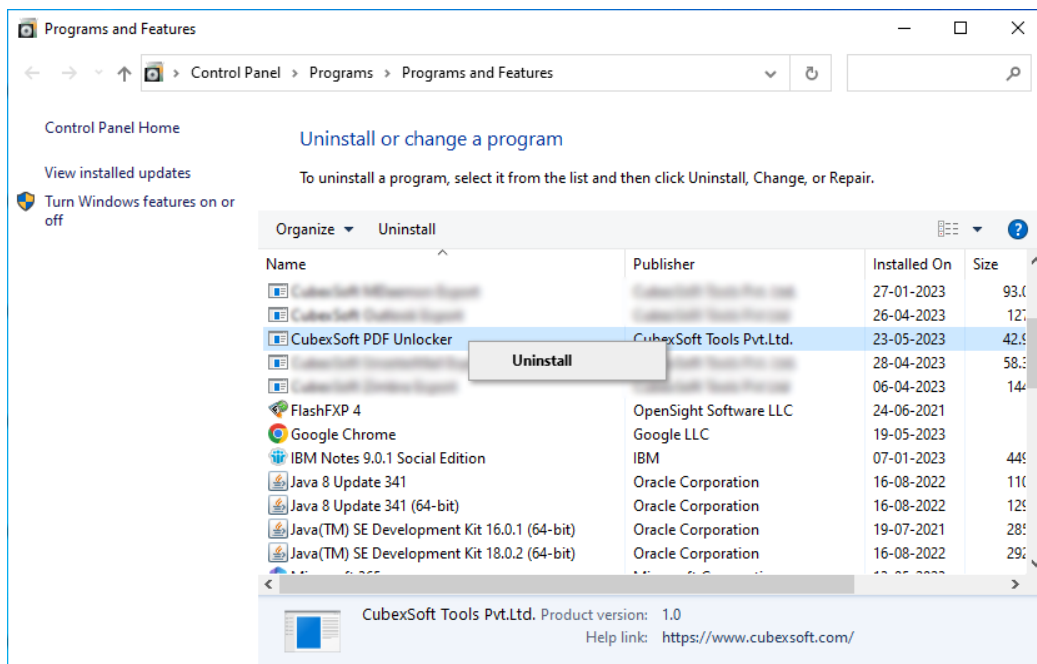 Programs and Features
Control Panel > Programs > Programs and Features
Control Panel Home
View installed updates
Turn Windows features on or
off
Uninstall or change a program
To uninstall a program, select it from the list and then click Uninstall, Change, or Repair.
Organize Uninstall
Name Publisher Installed On Size
27-01-2023 93.0
26-04-2023 127
CubexSoft PDF Unlocker CubexSoft Tools Pvt.Ltd. 23-05-2023 42.9
Uninstall
28-04-2023 58.3
06-04-2023 144
FlashFXP 4 OpenSight Software LLC 24-06-2021
Google Chrome Google LLC 19-05-2023
IBM Notes 9.0.1 Social Edition IBM 07-01-2023 449
Java 8 Update 341 Oracle Corporation 16-08-2022 110
Java 8 Update 341 (64-bit) Oracle Corporation 16-08-2022 129
Java(TM) SE Development Kit 16.0.1 (64-bit) Oracle Corporation 19-07-2021 285
Java(TM) SE Development Kit 18.0.2 (64-bit) Oracle Corporation 16-08-2022 292
CubexSoft Tools Pvt.Ltd. Product version: 1.0
Help link: https://www.cubexsoft.com/